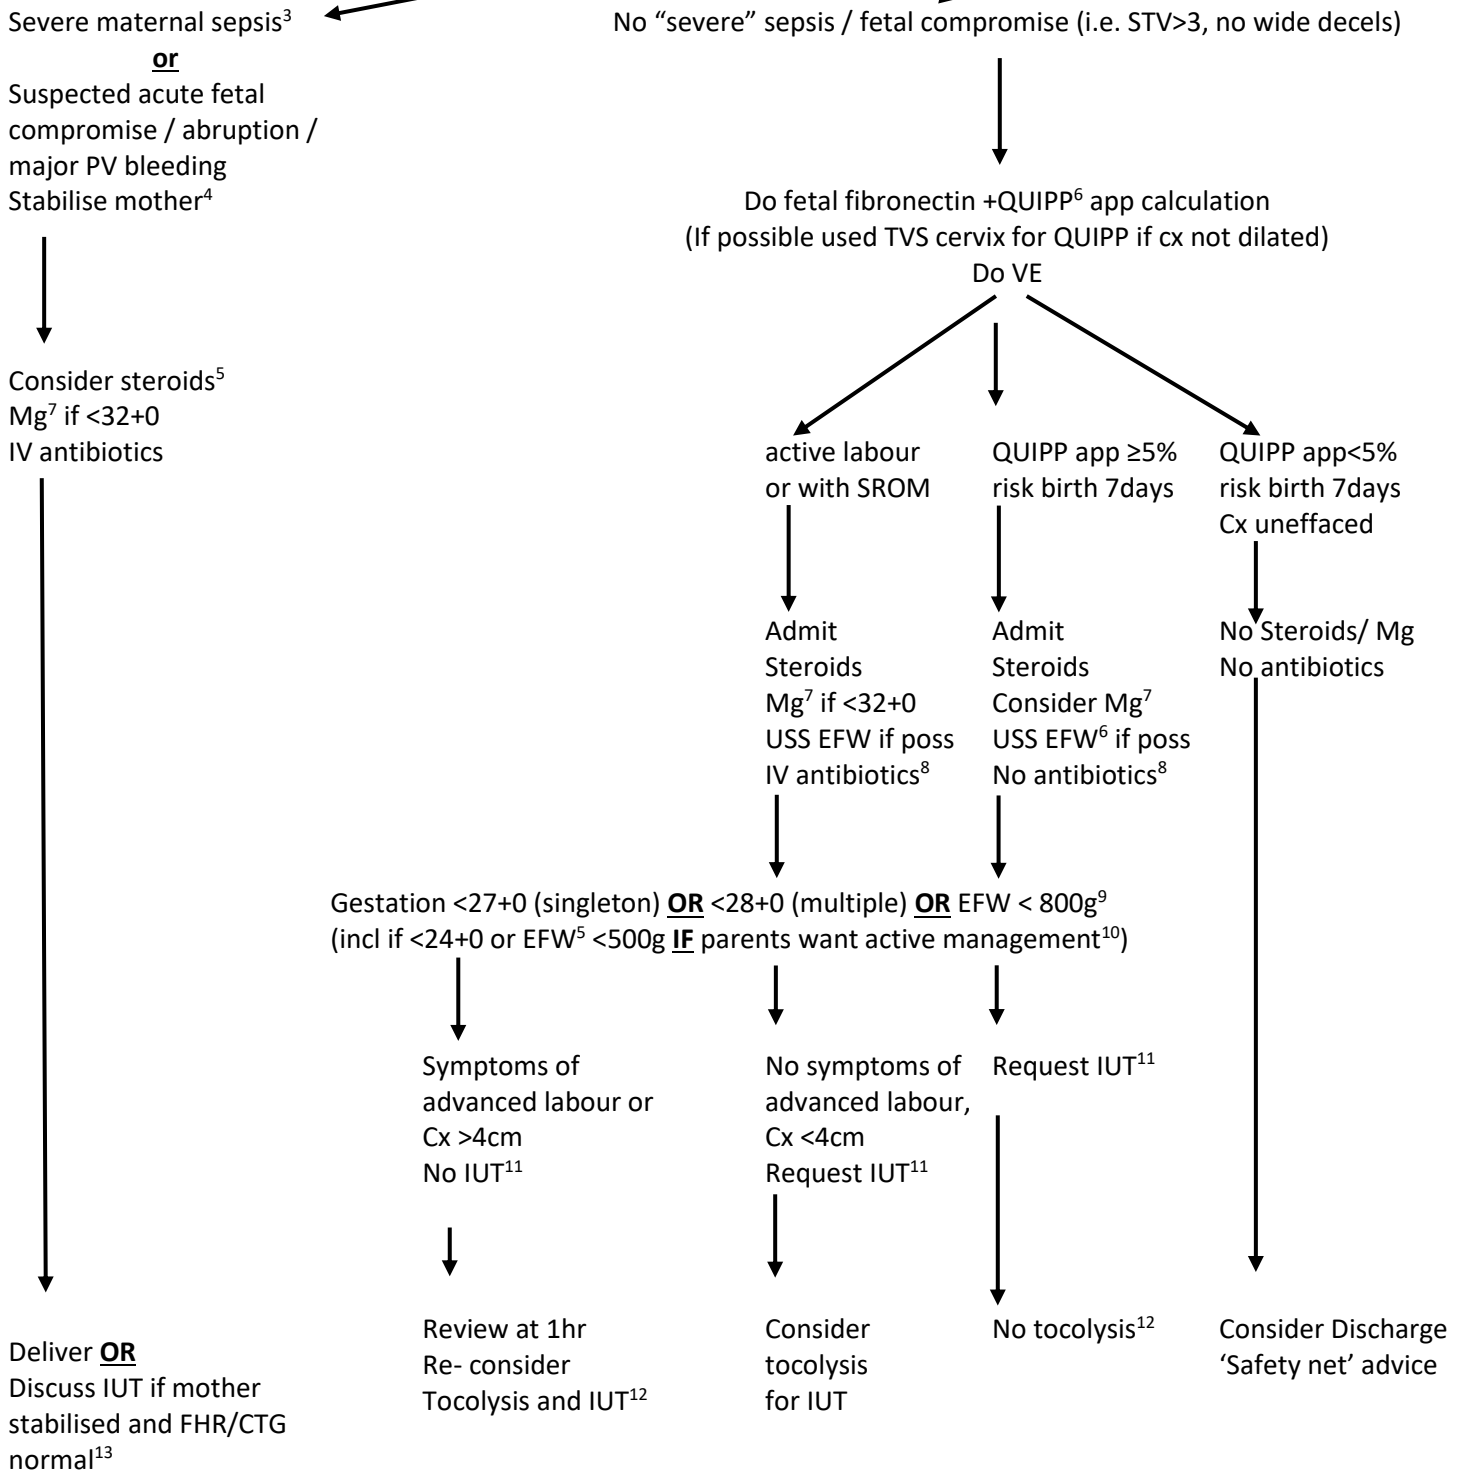 Severe maternal sepsis3
or
Suspected acute fetal
compromise / abruption /
major PV bleeding
Stabilise mother4
No “severe” sepsis / fetal compromise (i.e. STV>3, no wide decels)
Do fetal fibronectin +QUIPP6 app calculation
(If possible used TVS cervix for QUIPP if cx not dilated)
Do VE
Consider steroids5
Mg7 if <32+0
IV antibiotics
active labour
or with SROM
QUIPP app ≥5%
risk birth 7days
QUIPP app<5%
risk birth 7days
Cx uneffaced
Admit
Steroids
Mg7 if <32+0
USS EFW if poss
IV antibiotics8
Admit
Steroids
Consider Mg7
USS EFW6 if poss
No antibiotics8
No Steroids/ Mg
No antibiotics
Gestation <27+0 (singleton) OR <28+0 (multiple) OR EFW < 800g9
(incl if <24+0 or EFW5 <500g IF parents want active management10)
Symptoms of
advanced labour or
Cx >4cm
No IUT11
No symptoms of
advanced labour,
Cx <4cm
Request IUT11
Request IUT11
Deliver OR
Discuss IUT if mother
stabilised and FHR/CTG
normal13
Review at 1hr
Re- consider
Tocolysis and IUT12
Consider
tocolysis
for IUT
No tocolysis12
Consider Discharge
‘Safety net’ advice